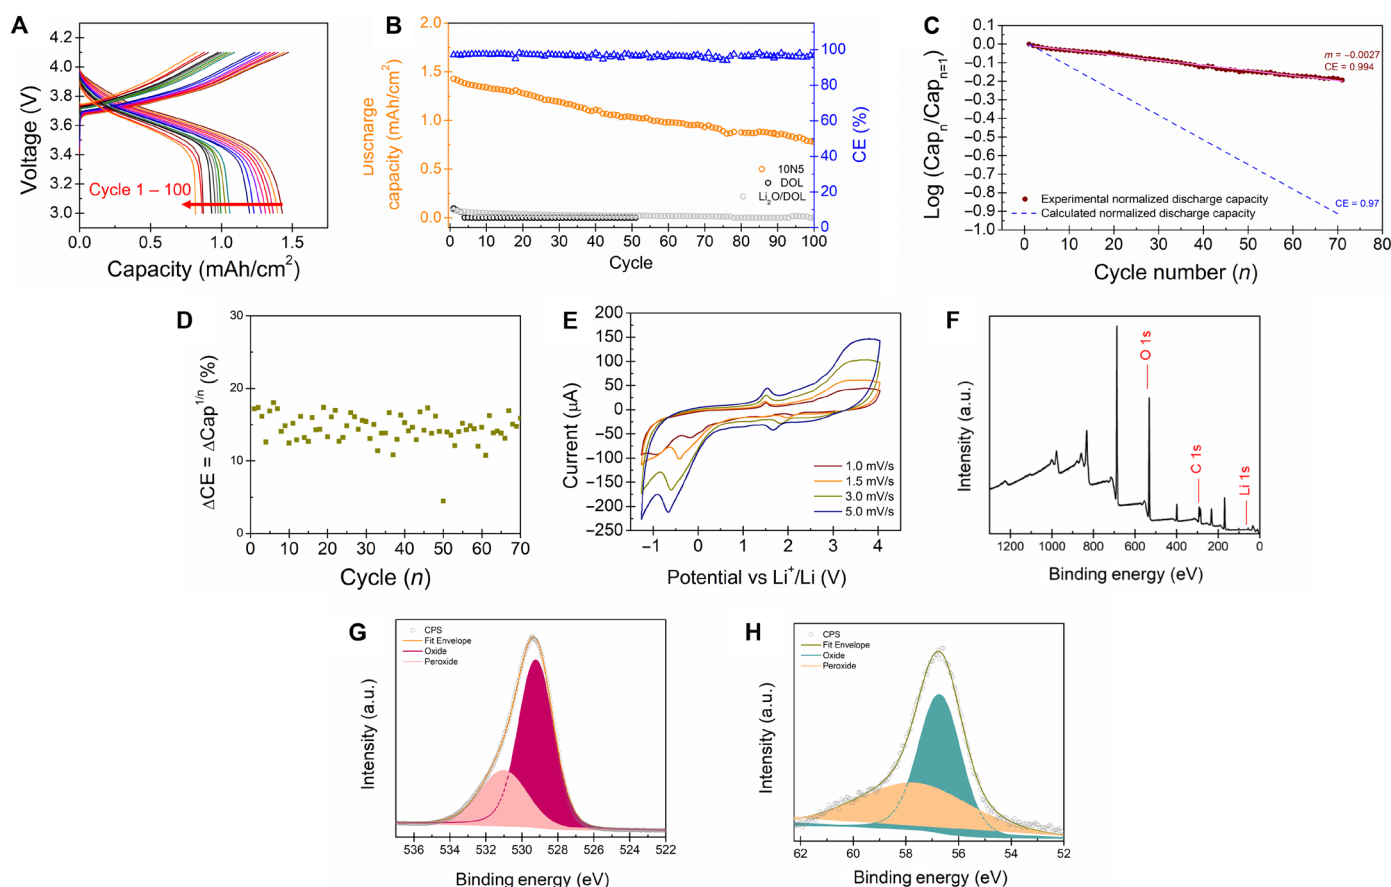 A
Voltage (V)
4.2
4.0
3.8
3.6
3.4
3.2
3.0
Cycle 1 – 100
0.0 0.5 1.0 1.5
Capacity (mAh/cm²)
B
Discharge
capacity (mAh/cm²)
2.0
1.5
1.0
0.5
0.0
10N5
DOL
Li₂O/DOL
100
80
60
40
20
0
CE (%)
0 10 20 30 40 50 60 70 80 90 100
Cycle
C
Log (Capₙ/Capₙ₌₁)
0.1
0.0
−0.1
−0.2
−0.3
−0.4
−0.5
−0.6
−0.7
−0.8
−0.9
−1.0
m = −0.0027
CE = 0.994
Experimental normalized discharge capacity
Calculated normalized discharge capacity
CE = 0.97
0 10 20 30 40 50 60 70 80
Cycle number (n)
D
ΔCE = ΔCap¹ᐟⁿ (%)
30
20
10
0
0 10 20 30 40 50 60 70
Cycle (n)
E
Current (μA)
200
150
100
50
0
−50
−100
−150
−200
−250
1.0 mV/s
1.5 mV/s
3.0 mV/s
5.0 mV/s
−1 0 1 2 3 4
Potential vs Li⁺/Li (V)
F
Intensity (a.u.)
O 1s
C 1s
Li 1s
1200 1000 800 600 400 200 0
Binding energy (eV)
G
Intensity (a.u.)
CPS
Fit Envelope
Oxide
Peroxide
536 534 532 530 528 526 524 522
Binding energy (eV)
H
Intensity (a.u.)
CPS
Fit Envelope
Oxide
Peroxide
62 60 58 56 54 52
Binding energy (eV)